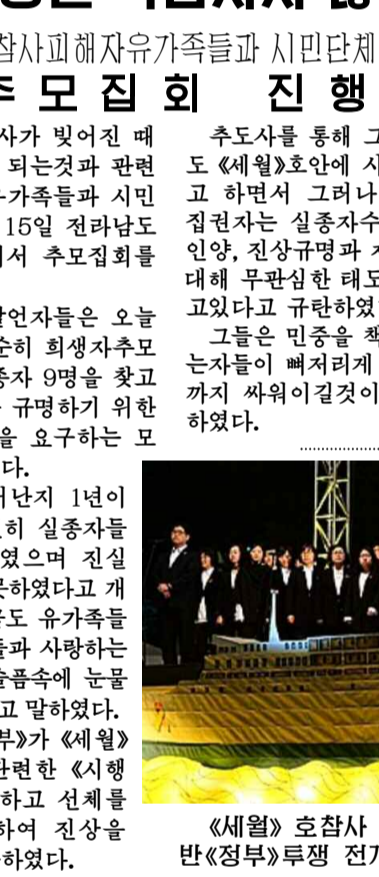 참사피해자유가족들과 시민단체
추모집회 진행
사가 빚어진 때
되는것과 관련
유가족들과 시민
15일 전라남도
에서 추모집회를
발언자들은 오늘
순히 희생자추모
종자 9명을 찾고
규명하기 위한
을 요구하는 모
다.
어난지 1년이
히 실종자들
였으며 진실
못하였다고 개
도 유가족들
들과 사랑하는
슬픔속에 눈물
고 말하였다.
부》가 《세월》
관련한 《시행
하고 선체를
하여 진상을
하였다.
추도사를 통해 그
도 《세월》호안에 시
고 하면서 그러나
집권자는 실종자수
인양, 진상규명과
대해 무관심한 태도
고있다고 규탄하였
그들은 민중을 책
는자들이 뼈저리게
까지 싸워이길것이
하였다.
《세월》 호참사
반《정부》투쟁 전개